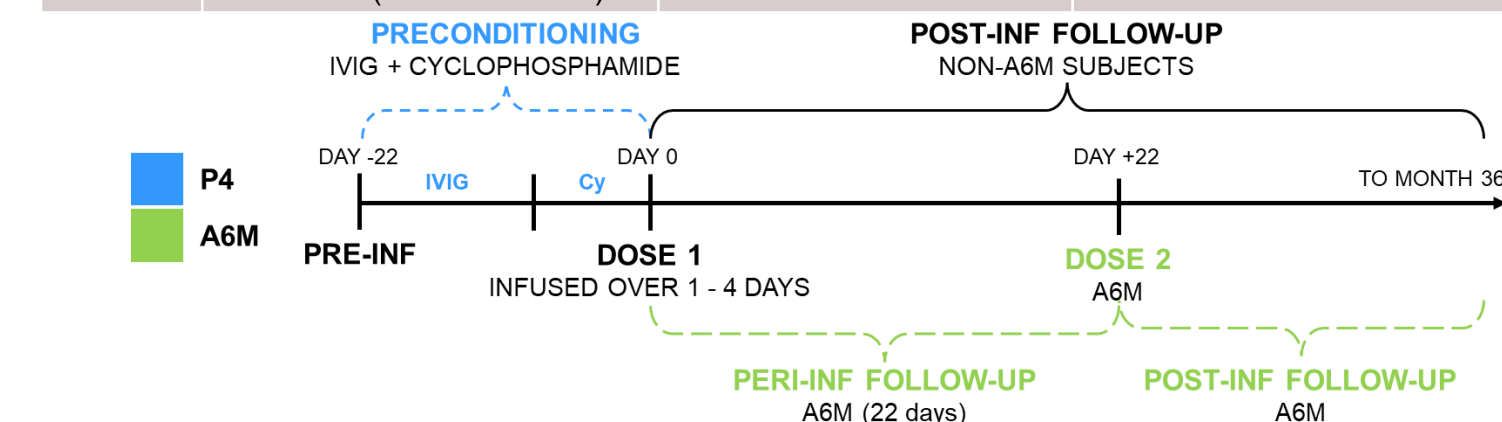 PRECONDITIONING
IVIG + CYCLOPHOSPHAMIDE
POST-INF FOLLOW-UP
NON-A6M SUBJECTS
DAY -22
DAY 0
DAY +22
TO MONTH 36
IVIG
Cy
P4
A6M
PRE-INF
DOSE 1
INFUSED OVER 1 - 4 DAYS
DOSE 2
A6M
PERI-INF FOLLOW-UP
A6M (22 days)
POST-INF FOLLOW-UP
A6M